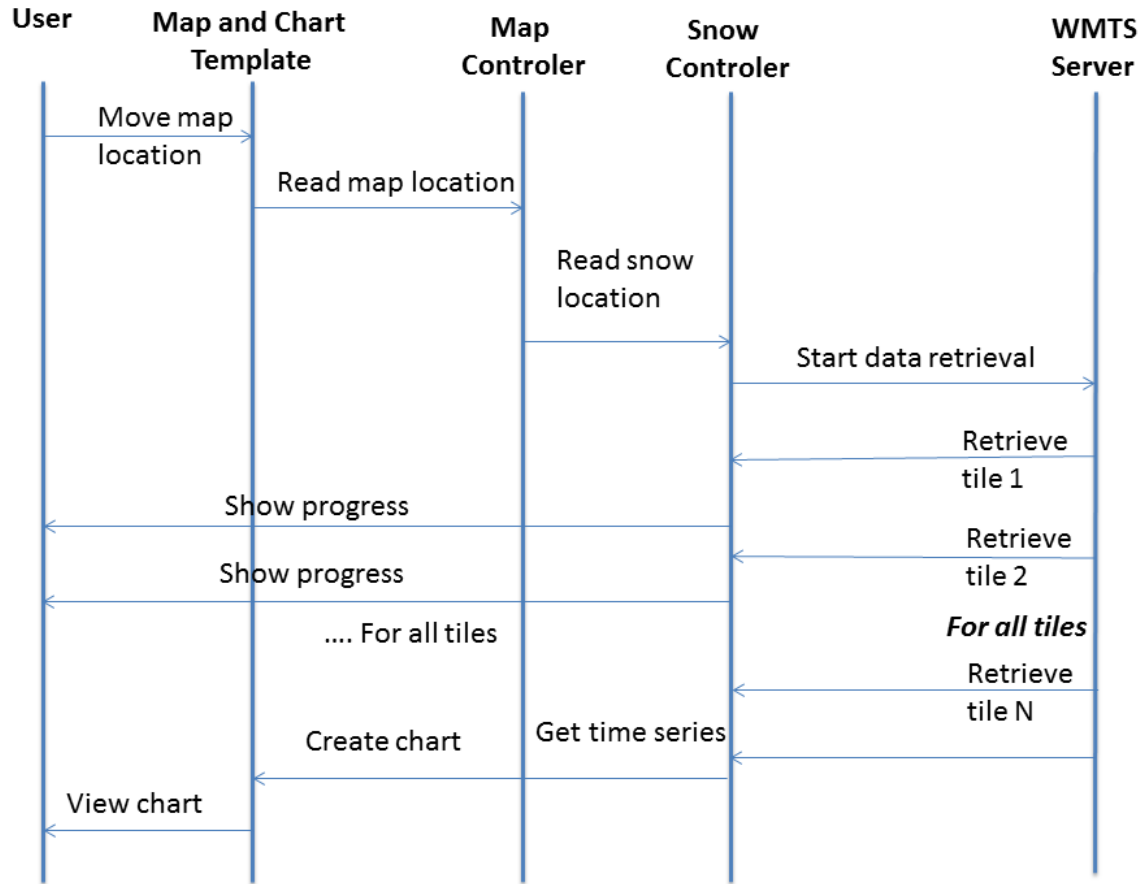 User
Map and Chart
Template
Map
Controler
Snow
Controler
WMTS
Server
Move map
location
Read map location
Read snow
location
Start data retrieval
Retrieve
tile 1
Show progress
Retrieve
tile 2
Show progress
.... For all tiles
For all tiles
Retrieve
tile N
Get time series
Create chart
View chart